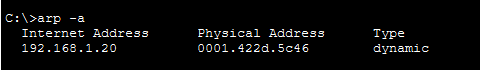 C:\>arp -a
Internet Address Physical Address Type
192.168.1.20 0001.422d.5c46 dynamic